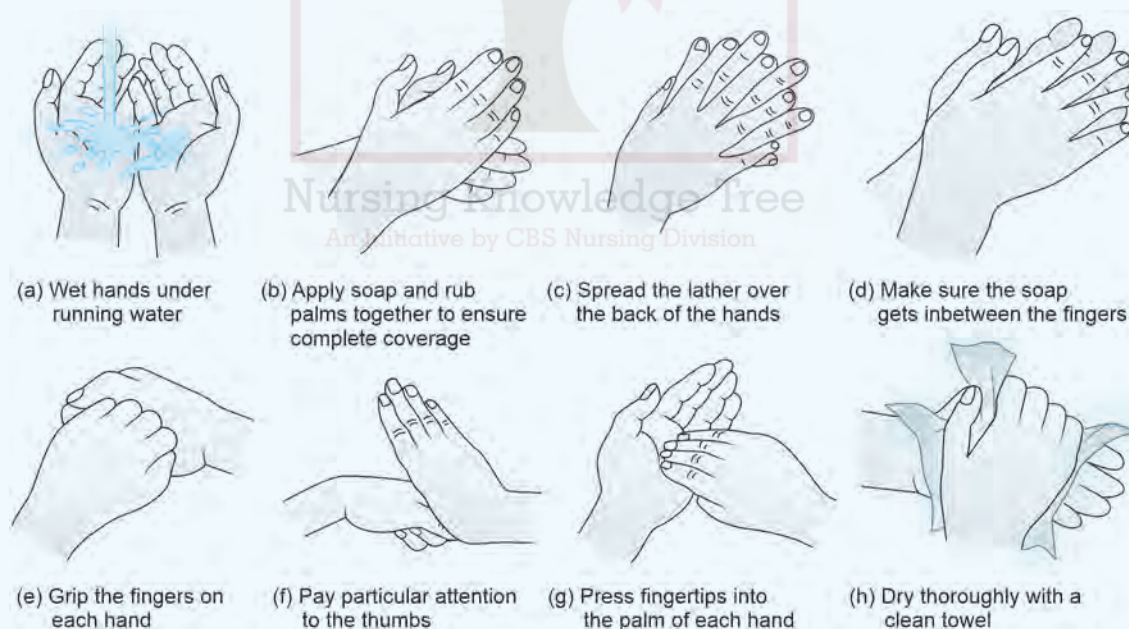 Nursing Knowledge Tree
An Initiative by CBS Nursing Division
(a) Wet hands under
running water
(b) Apply soap and rub
palms together to ensure
complete coverage
(c) Spread the lather over
the back of the hands
(d) Make sure the soap
gets inbetween the fingers
(e) Grip the fingers on
each hand
(f) Pay particular attention
to the thumbs
(g) Press fingertips into
the palm of each hand
(h) Dry thoroughly with a
clean towel